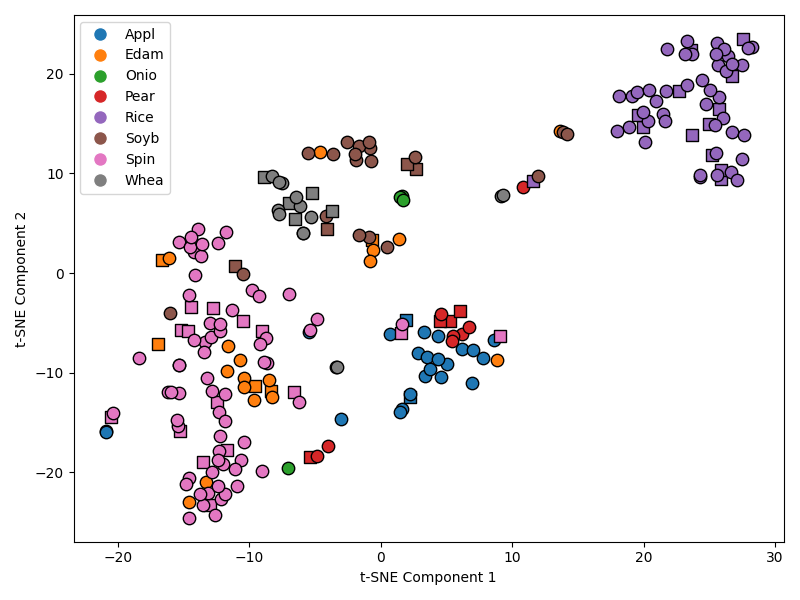 Appl
Edam
Onio
Pear
Rice
Soyb
Spin
Whea
t-SNE Component 2
20
10
0
−10
−20
−20 −10 0 10 20 30
t-SNE Component 1